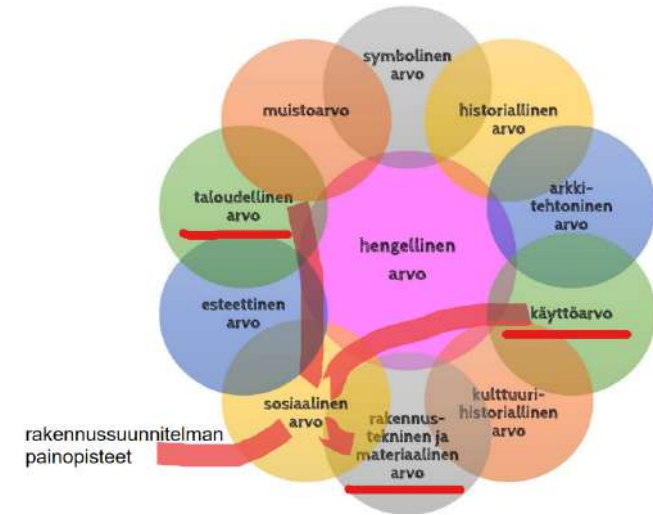 symbolinen
arvo
muistoarvo
historiallinen
arvo
taloudellinen
arvo
arkki-
tehtoninen
arvo
hengellinen
arvo
esteettinen
arvo
käyttöarvo
sosiaalinen
arvo
rakennus-
tekninen ja
materiaalinen
arvo
kulttuuri-
historiallinen
arvo
rakennussuunnitelman
painopisteet